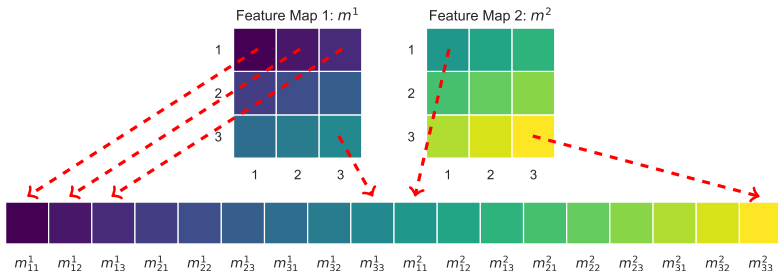 Feature Map 1: m¹ Feature Map 2: m²
1 1
2 2
3 3
1 2 3 1 2 3
m¹₁₁ m¹₁₂ m¹₁₃ m¹₂₁ m¹₂₂ m¹₂₃ m¹₃₁ m¹₃₂ m¹₃₃ m²₁₁ m²₁₂ m²₁₃ m²₂₁ m²₂₂ m²₂₃ m²₃₁ m²₃₂ m²₃₃